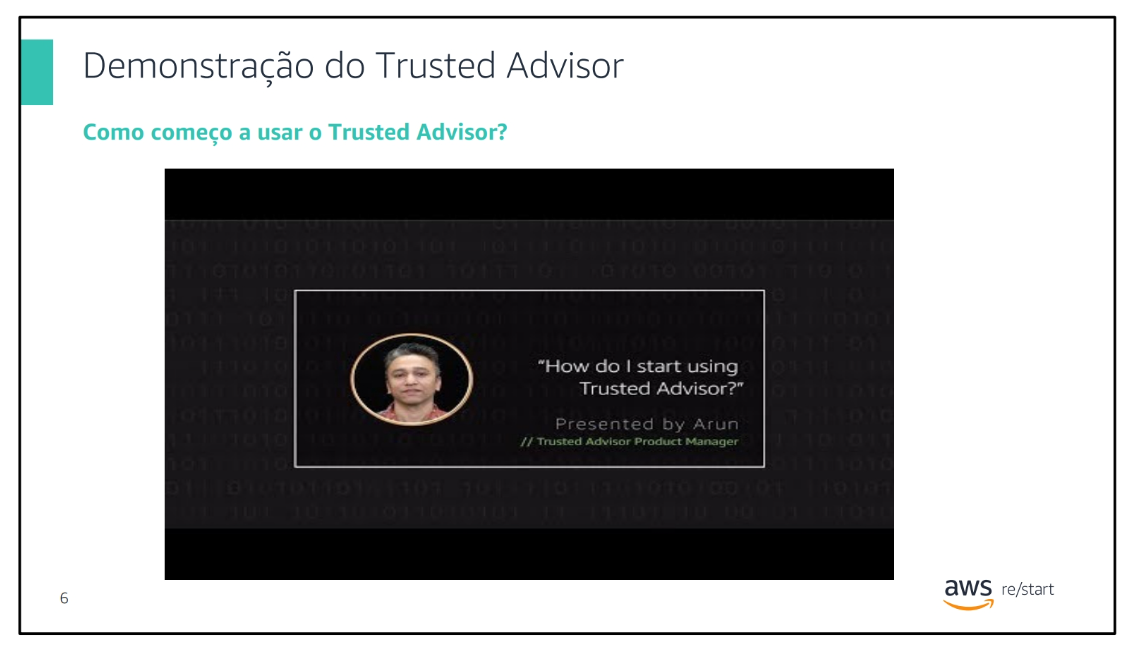 Demonstração do Trusted Advisor
Como começo a usar o Trusted Advisor?
“How do I start using
Trusted Advisor?”
Presented by Arun
// Trusted Advisor Product Manager
6
aws re/start